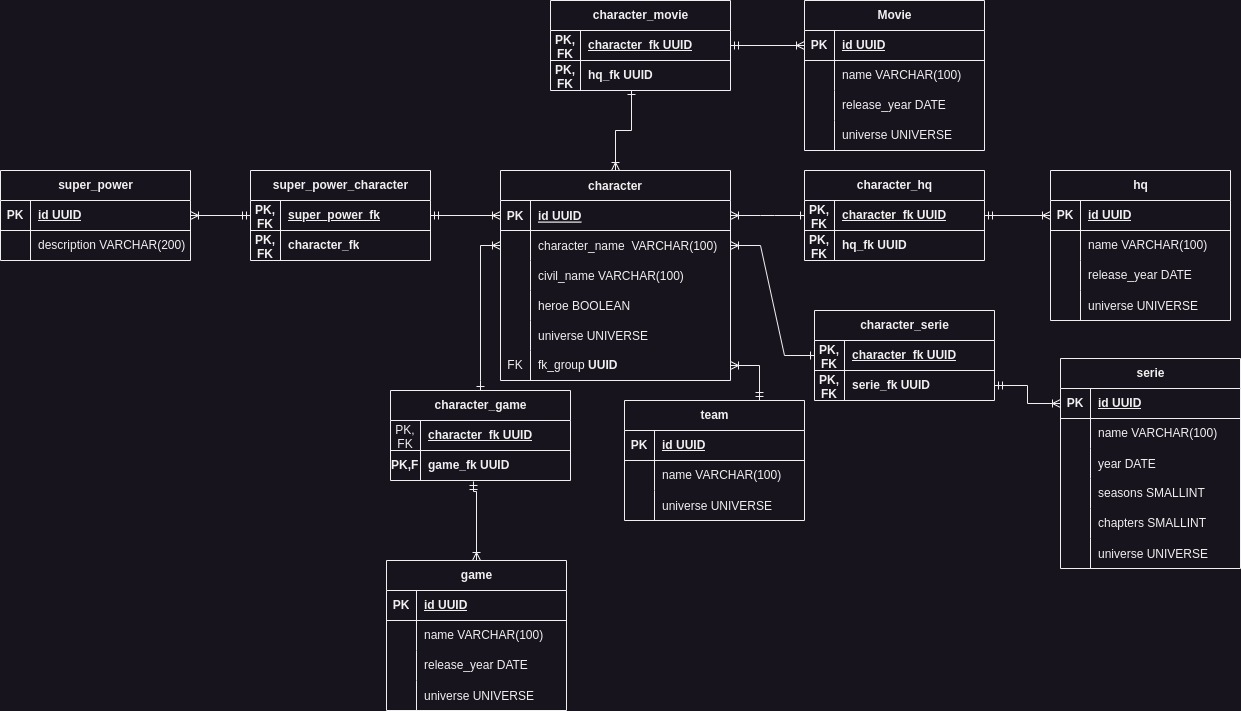 character_movie
PK, FK character_fk UUID
PK, FK hq_fk UUID
Movie
PK id UUID
name VARCHAR(100)
release_year DATE
universe UNIVERSE
super_power
PK id UUID
description VARCHAR(200)
super_power_character
PK, FK super_power_fk
PK, FK character_fk
character
PK id UUID
character_name VARCHAR(100)
civil_name VARCHAR(100)
heroe BOOLEAN
universe UNIVERSE
FK fk_group UUID
character_hq
PK, FK character_fk UUID
PK, FK hq_fk UUID
hq
PK id UUID
name VARCHAR(100)
release_year DATE
universe UNIVERSE
character_serie
PK, FK character_fk UUID
PK, FK serie_fk UUID
serie
PK id UUID
name VARCHAR(100)
year DATE
seasons SMALLINT
chapters SMALLINT
universe UNIVERSE
character_game
PK, FK character_fk UUID
PK,F game_fk UUID
team
PK id UUID
name VARCHAR(100)
universe UNIVERSE
game
PK id UUID
name VARCHAR(100)
release_year DATE
universe UNIVERSE